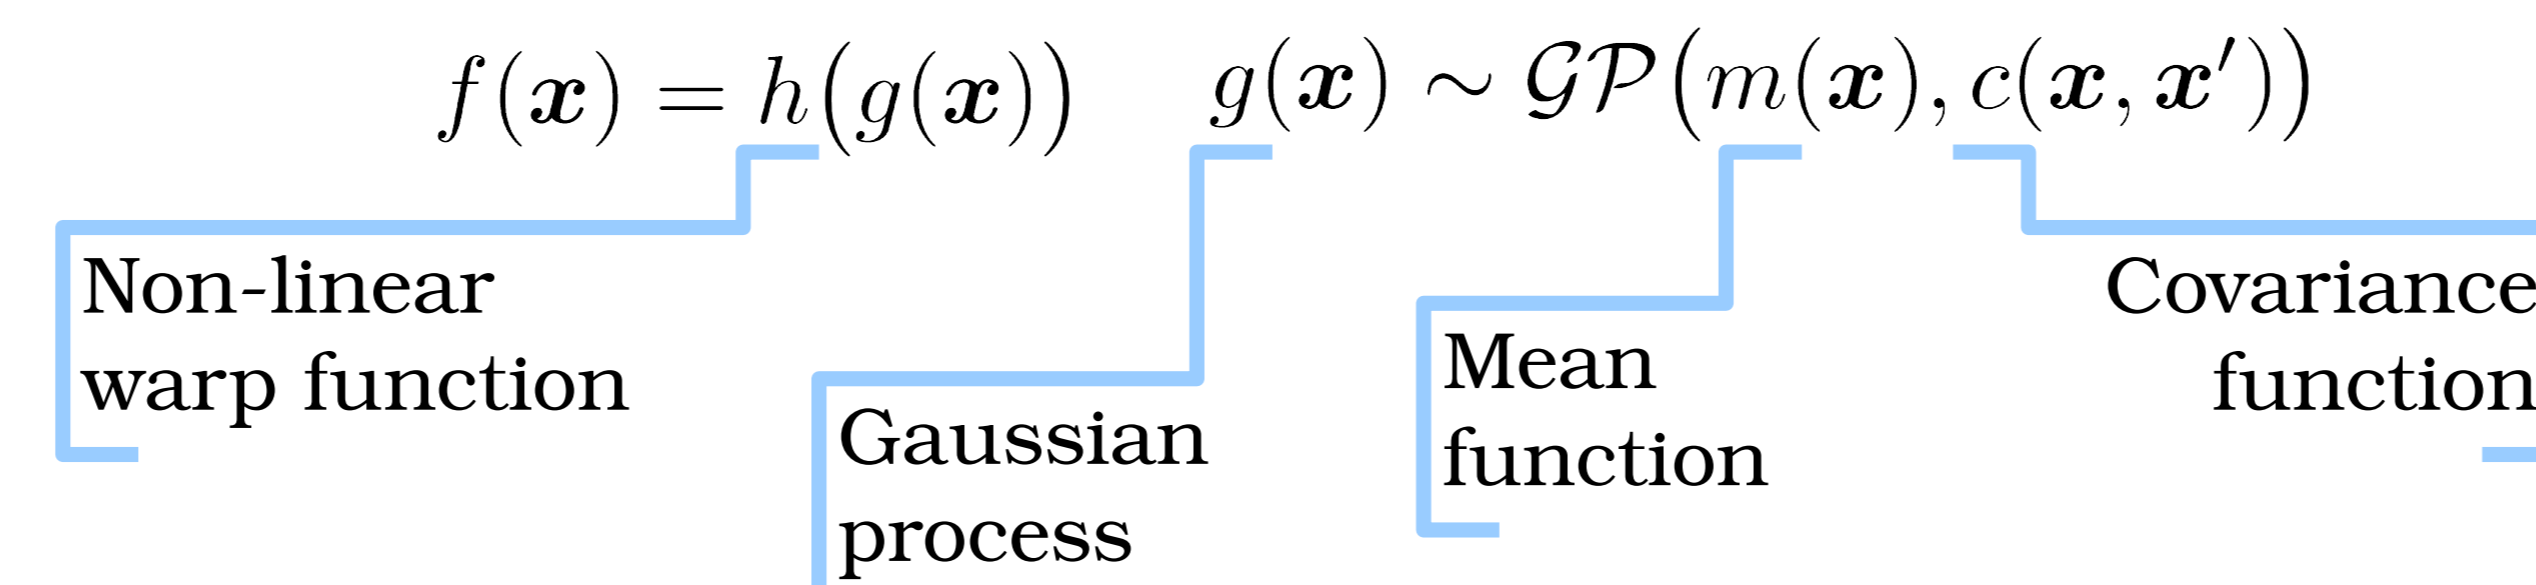 f(x) = h(g(x))   g(x) ∼ 𝒢𝒫(m(x), c(x, x′))
Non-linear
warp function
Gaussian
process
Mean
function
Covariance
function